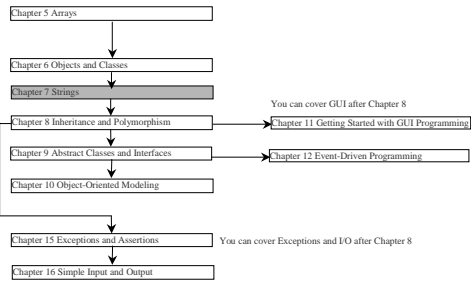 Chapter 5 Arrays
Chapter 6 Objects and Classes
Chapter 7 Strings
You can cover GUI after Chapter 8
Chapter 8 Inheritance and Polymorphism
Chapter 11 Getting Started with GUI Programming
Chapter 9 Abstract Classes and Interfaces
Chapter 12 Event-Driven Programming
Chapter 10 Object-Oriented Modeling
Chapter 15 Exceptions and Assertions
You can cover Exceptions and I/O after Chapter 8
Chapter 16 Simple Input and Output